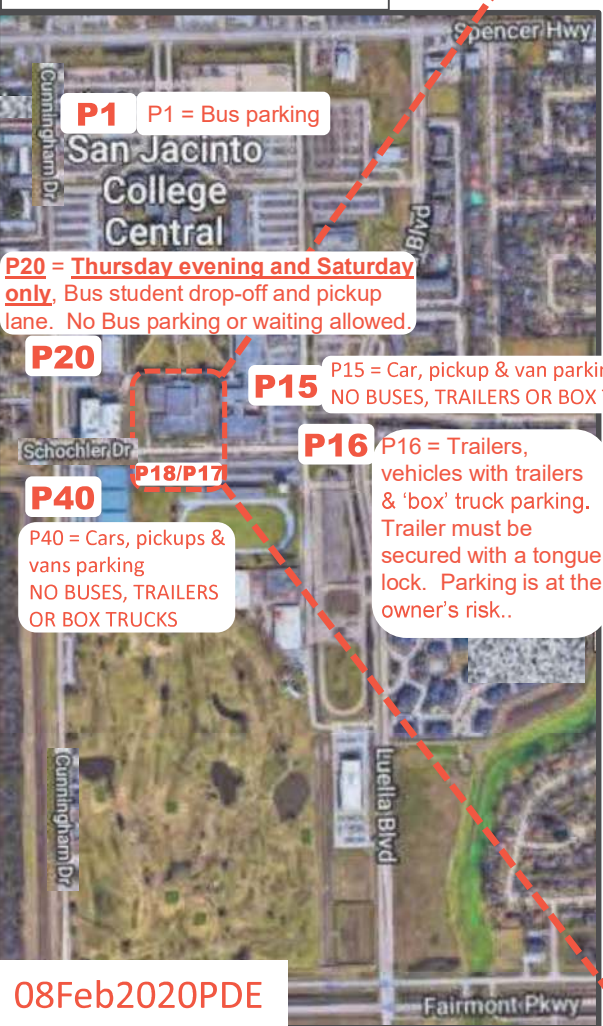 Spencer Hwy
Cunningham Dr
P1
P1 = Bus parking
San Jacinto
College
Central
Blvd
P20 = Thursday evening and Saturday
only, Bus student drop-off and pickup
lane. No Bus parking or waiting allowed.
P20
P15
P15 = Car, pickup & van
NO BUSES, TRAILERS OR BOX
Schochler Dr
P18/P17
P16
P16 = Trailers,
vehicles with trailers
& ‘box’ truck parking.
Trailer must be
secured with a tongue
lock. Parking is at the
owner’s risk..
P40
P40 = Cars, pickups &
vans parking
NO BUSES, TRAILERS
OR BOX TRUCKS
Cunningham Dr
Luella Blvd
08Feb2020PDE
Fairmont Pkwy